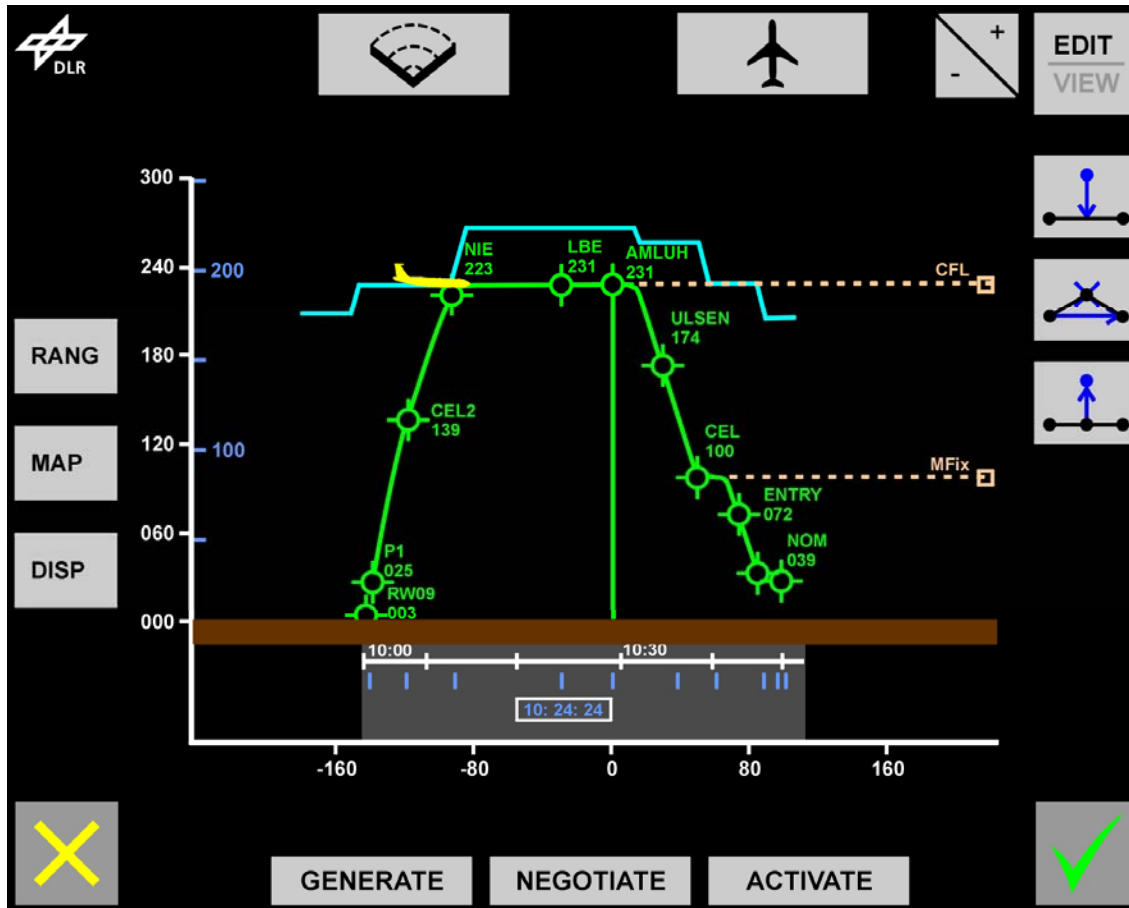 DLR
+
-
EDIT
VIEW
300
240
180
120
060
000
200
100
NIE
223
LBE
231
AMLUH
231
CFL
ULSEN
174
CEL2
139
CEL
100
MFix
ENTRY
072
NOM
039
P1
025
RW09
003
RANG
MAP
DISP
10:00
10:30
10: 24: 24
-160
-80
0
80
160
GENERATE
NEGOTIATE
ACTIVATE